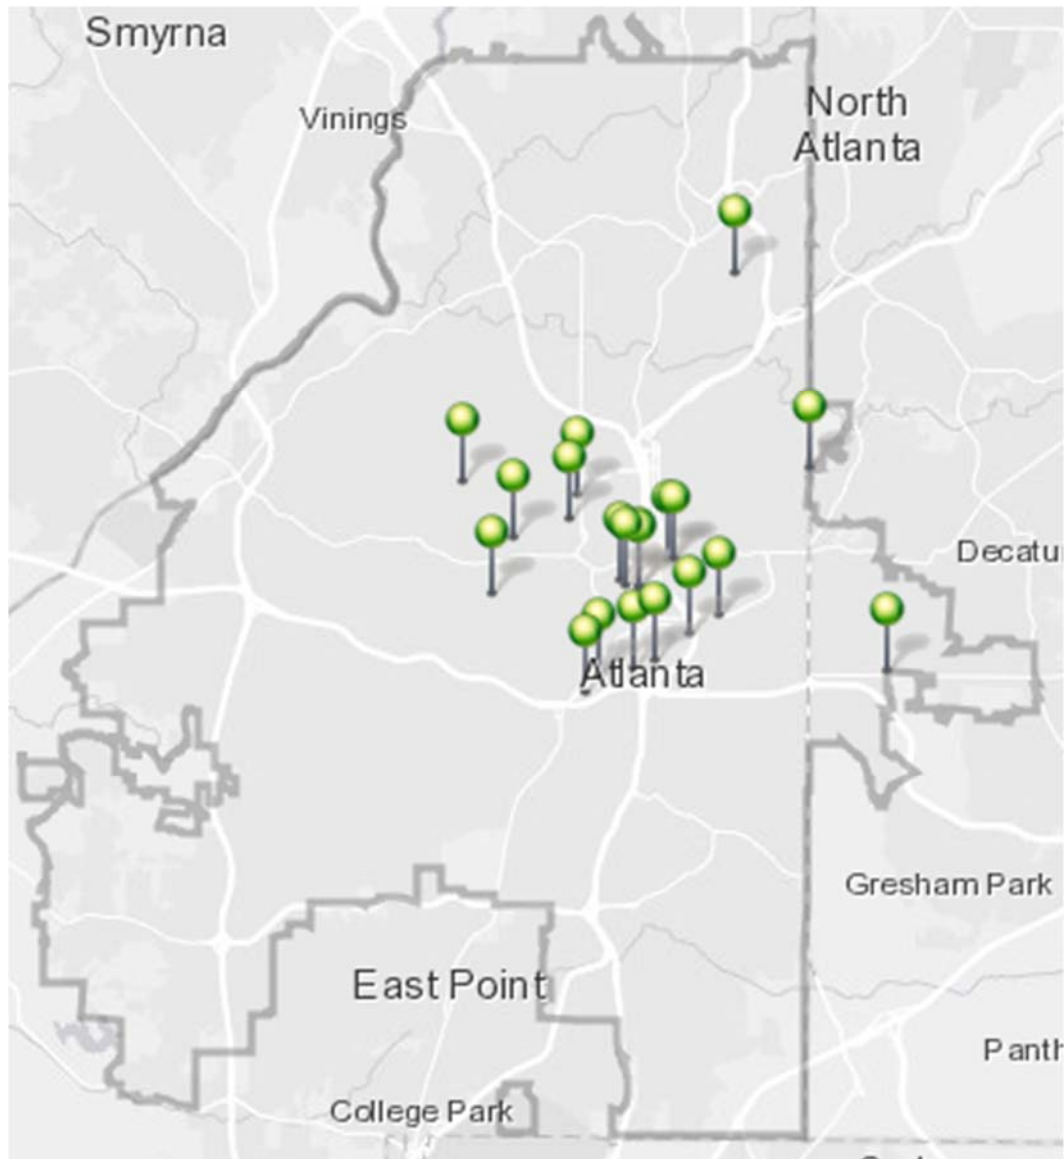 Smyrna
Vinings
North
Atlanta
Decatu
Atlanta
Gresham Park
East Point
Panth
College Park